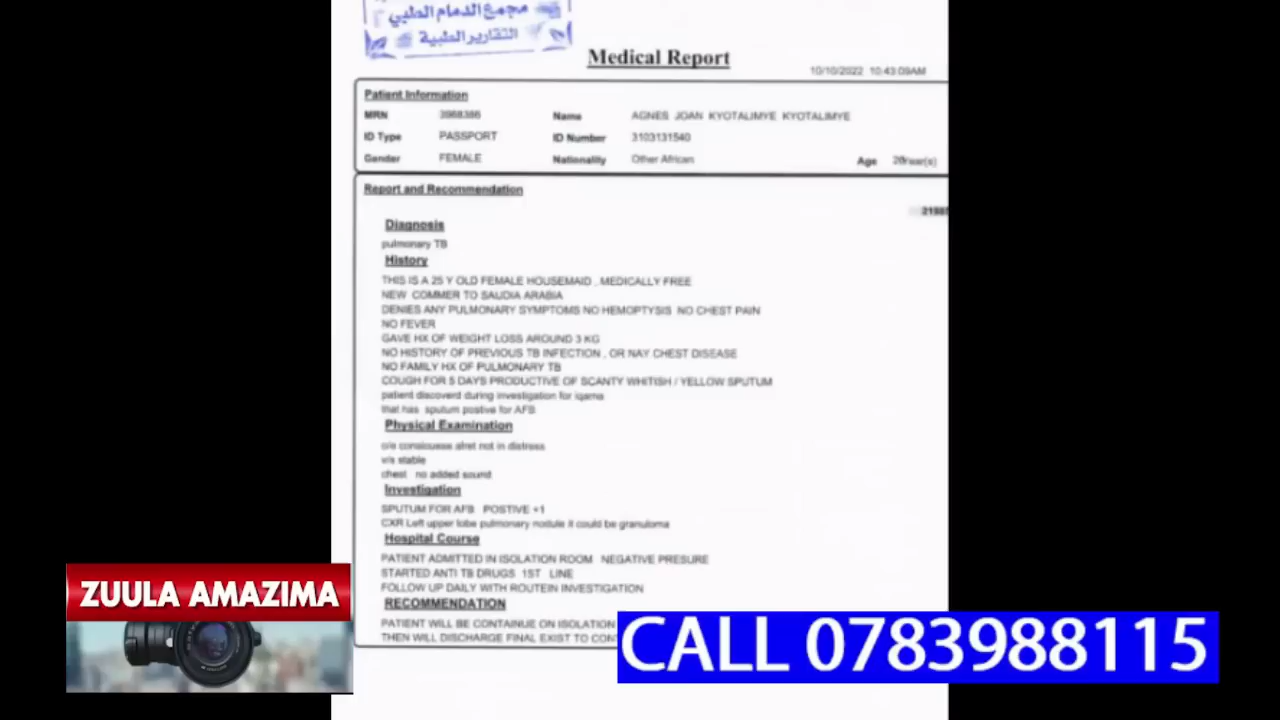 مجمع الدمام الطبي
التقارير الطبية
Medical Report
10/10/2022 10:43:09AM
Patient Information
MRN 3968386 Name AGNES JOAN KYOTALIMYE KYOTALIMYE
ID Type PASSPORT ID Number 3103131540
Gender FEMALE Nationality Other African Age Year(s)
Report and Recommendation
Diagnosis
pulmonary TB
History
THIS IS A 25 Y OLD FEMALE HOUSEMAID , MEDICALLY FREE
NEW COMMER TO SAUDIA ARABIA
DENIES ANY PULMONARY SYMPTOMS NO HEMOPTYSIS NO CHEST PAIN
NO FEVER
GAVE HX OF WEIGHT LOSS AROUND 3 KG
NO HISTORY OF PREVIOUS TB INFECTION , OR NAY CHEST DISEASE
NO FAMILY HX OF PULMONARY TB
COUGH FOR 5 DAYS PRODUCTIVE OF SCANTY WHITISH / YELLOW SPUTUM
patient discoverd during investigation for iqama
that has sputum postive for AFB
Physical Examination
o/e consicuese alret not in distress
v/s stable
chest no added sound
Investigation
SPUTUM FOR AFB POSTIVE +1
CXR Left upper lobe pulmonary nodule it could be granuloma
Hospital Course
PATIENT ADMITTED IN ISOLATION ROOM NEGATIVE PRESURE
STARTED ANTI TB DRUGS 1ST LINE
FOLLOW UP DAILY WITH ROUTEIN INVESTIGATION
RECOMMENDATION
PATIENT WILL BE CONTAINUE ON ISOLATION
THEN WILL DISCHARGE FINAL EXIST TO CON
ZUULA AMAZIMA
CALL 0783988115